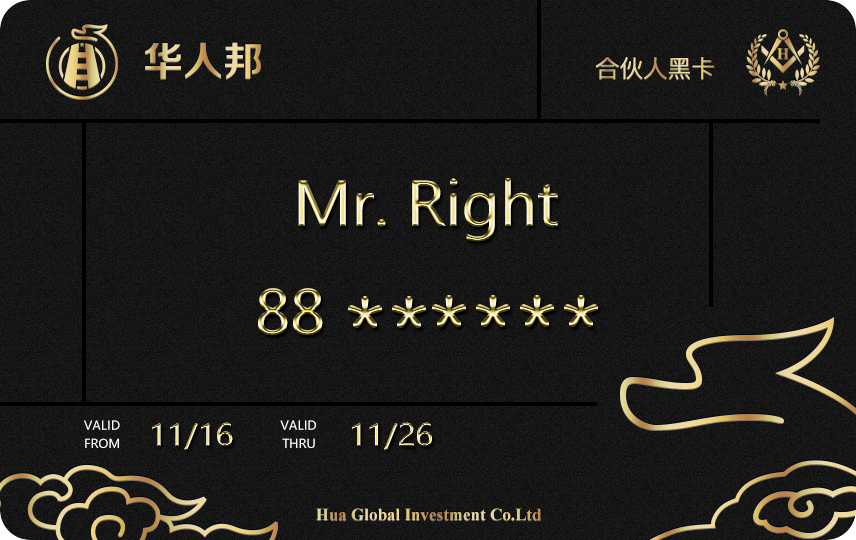 华人邦
合伙人黑卡
H
Mr. Right
88 ******
VALID FROM 11/16 VALID THRU 11/26
Hua Global Investment Co.Ltd